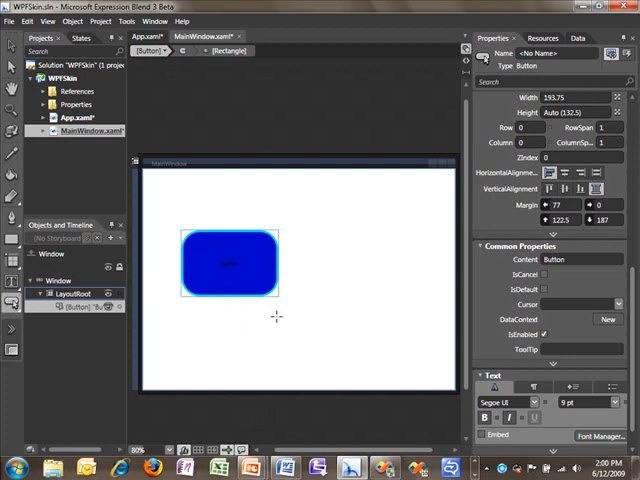 WPFSkin.sln - Microsoft Expression Blend 3 Beta
File Edit View Object Project Tools Window Help
Projects × States
Search
Solution "WPFSkin" (1 projec
WPFSkin
References
Properties
App.xaml*
MainWindow.xaml*
Objects and Timeline
(No Storyboard
Window
Window
LayoutRoot
[Button] "Bu
App.xaml* MainWindow.xaml* ×
[Button] [Rectangle]
MainWindow
Button
80%
Properties × Resources Data
Name <No Name>
Type Button
Search
Width 193.75
Height Auto (132.5)
Row 0 RowSpan 1
Column 0 ColumnSp... 1
ZIndex 0
HorizontalAlignme...
VerticalAlignment
Margin 77 0
122.5 187
Common Properties
Content Button
IsCancel
IsDefault
Cursor
DataContext New
IsEnabled
ToolTip
Text
A ¶
Segoe UI 9 pt
B I U
Embed Font Manager...
2:00 PM
6/12/2009